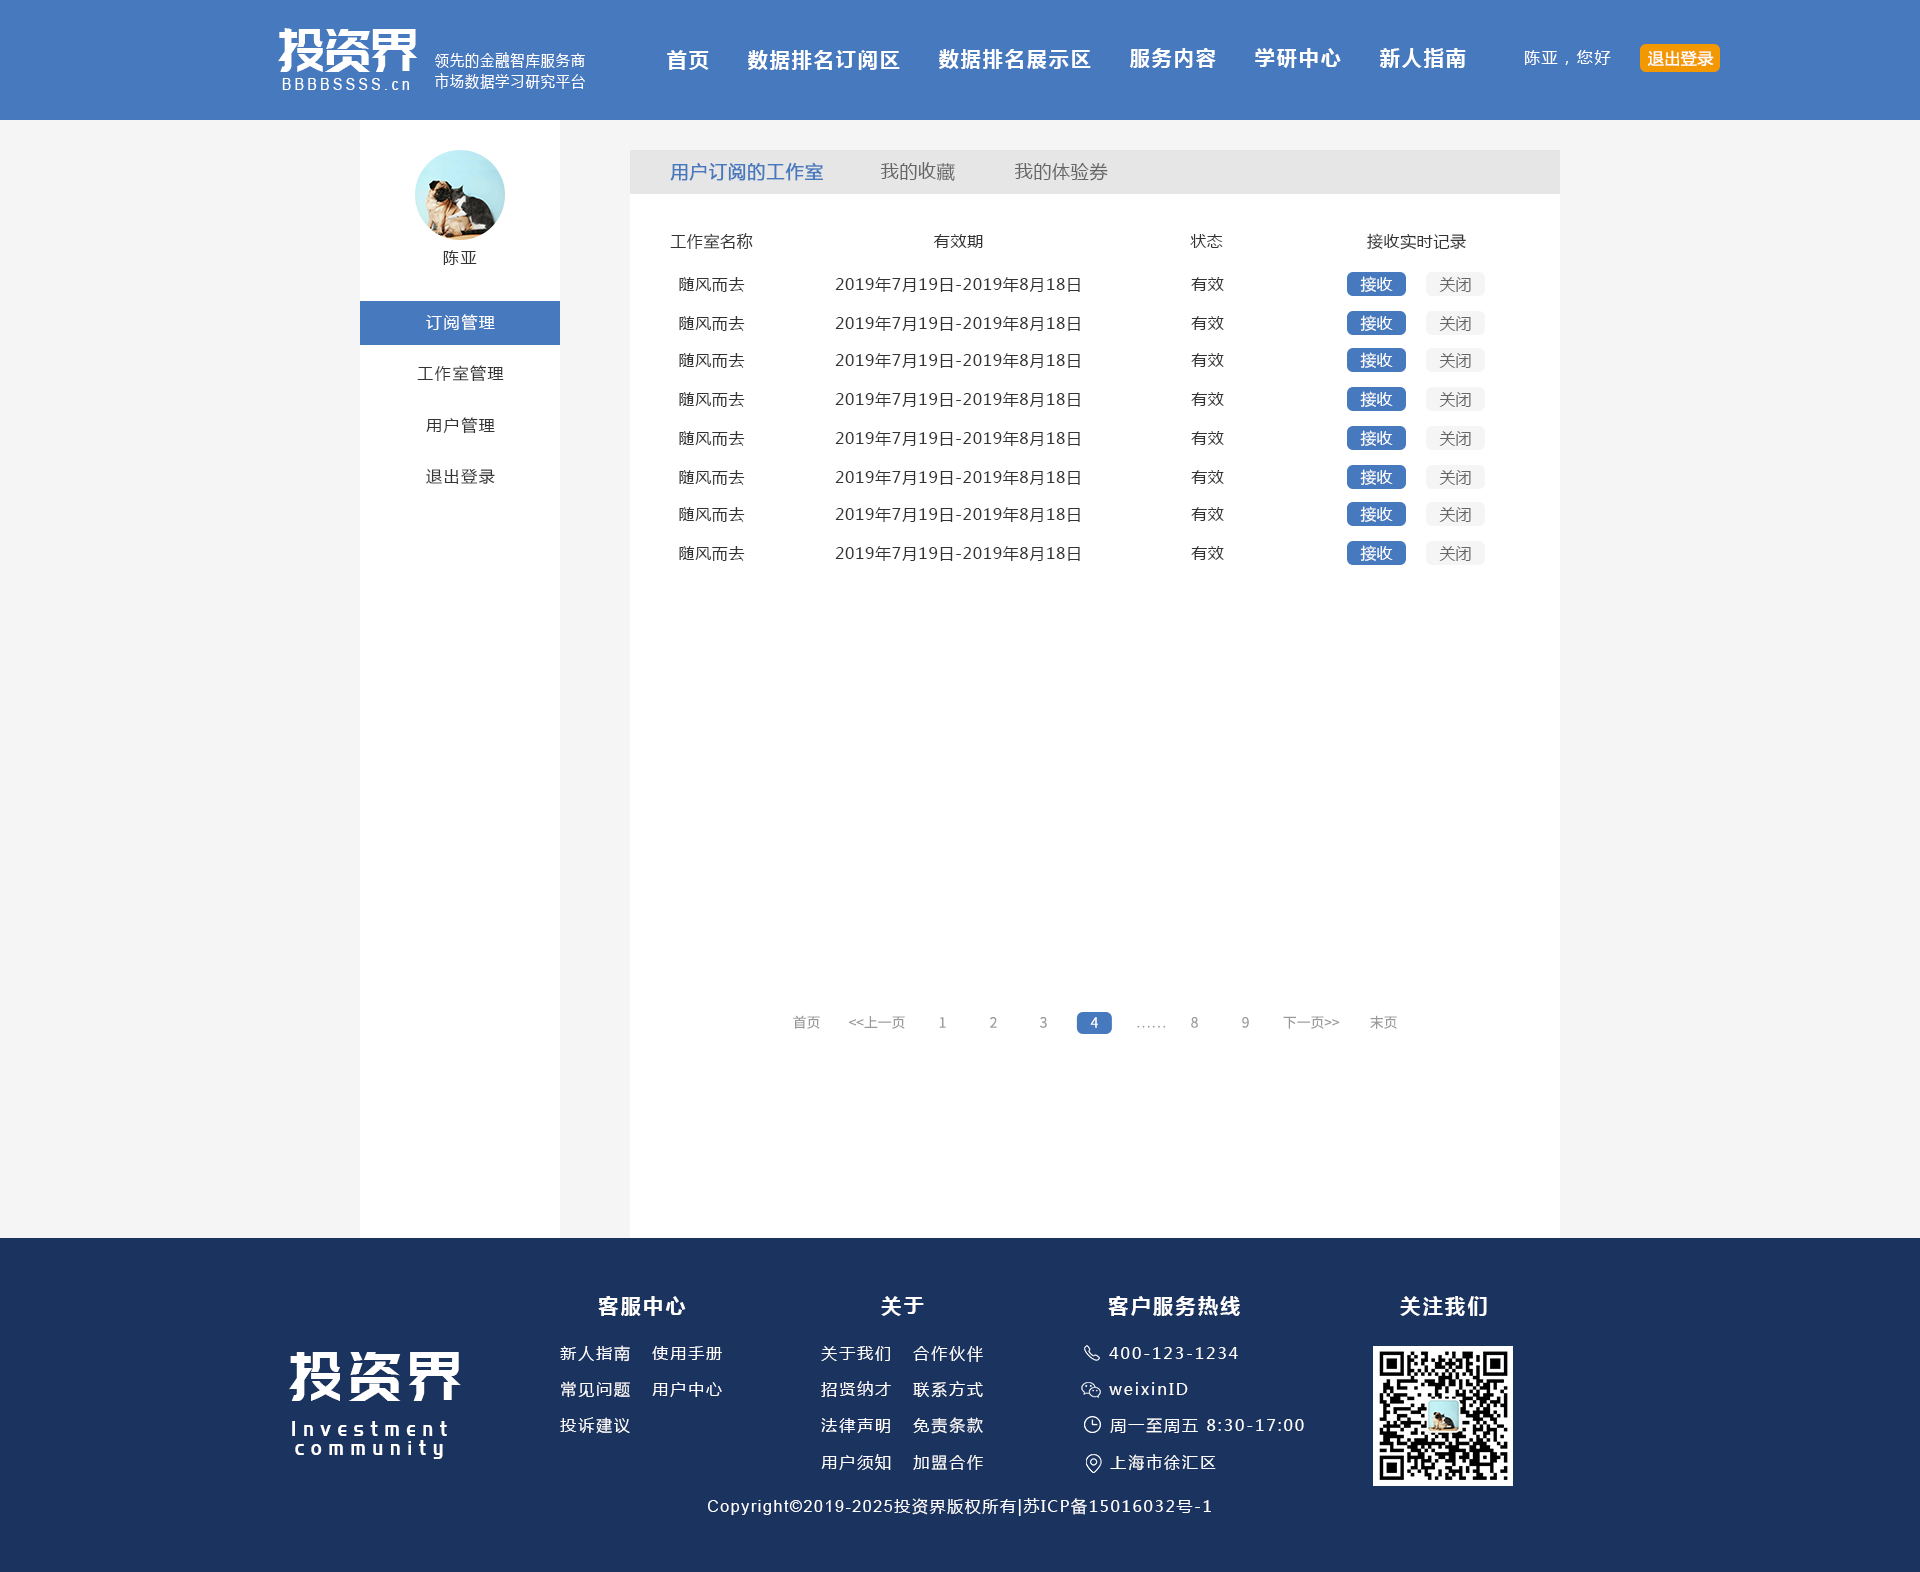 投资界
BBBBSSSS.cn
领先的金融智库服务商
市场数据学习研究平台
首页 数据排名订阅区 数据排名展示区 服务内容 学研中心 新人指南 陈亚，您好 退出登录
陈亚
订阅管理
工作室管理
用户管理
退出登录
用户订阅的工作室 我的收藏 我的体验券
工作室名称 有效期 状态 接收实时记录
随风而去 2019年7月19日-2019年8月18日 有效 接收 关闭
随风而去 2019年7月19日-2019年8月18日 有效 接收 关闭
随风而去 2019年7月19日-2019年8月18日 有效 接收 关闭
随风而去 2019年7月19日-2019年8月18日 有效 接收 关闭
随风而去 2019年7月19日-2019年8月18日 有效 接收 关闭
随风而去 2019年7月19日-2019年8月18日 有效 接收 关闭
随风而去 2019年7月19日-2019年8月18日 有效 接收 关闭
随风而去 2019年7月19日-2019年8月18日 有效 接收 关闭
首页 <<上一页 1 2 3 4 …… 8 9 下一页>> 末页
投资界
Investment
community
客服中心
新人指南 使用手册
常见问题 用户中心
投诉建议
关于
关于我们 合作伙伴
招贤纳才 联系方式
法律声明 免责条款
用户须知 加盟合作
客户服务热线
400-123-1234
weixinID
周一至周五 8:30-17:00
上海市徐汇区
关注我们
Copyright©2019-2025投资界版权所有|苏ICP备15016032号-1